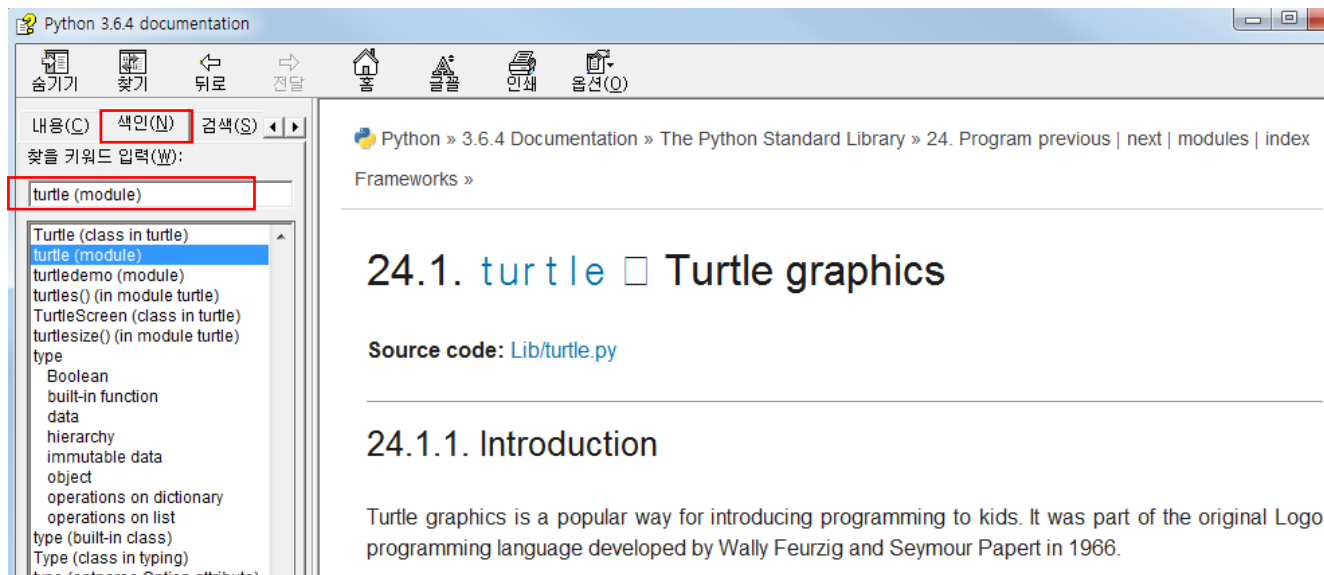 Python 3.6.4 documentation
숨기기 찾기 뒤로 전달 홈 글꼴 인쇄 옵션(O)
내용(C) 색인(N) 검색(S)
찾을 키워드 입력(W):
turtle (module)
Turtle (class in turtle)
turtle (module)
turtledemo (module)
turtles() (in module turtle)
TurtleScreen (class in turtle)
turtlesize() (in module turtle)
type
Boolean
built-in function
data
hierarchy
immutable data
object
operations on dictionary
operations on list
type (built-in class)
Type (class in typing)
type (optparse.Option attribute)
Python » 3.6.4 Documentation » The Python Standard Library » 24. Program previous | next | modules | index
Frameworks »
24.1. turtle □ Turtle graphics
Source code: Lib/turtle.py
24.1.1. Introduction
Turtle graphics is a popular way for introducing programming to kids. It was part of the original Logo
programming language developed by Wally Feurzig and Seymour Papert in 1966.